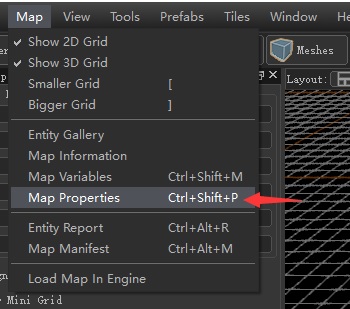 Map View Tools Prefabs Tiles Window
Show 2D Grid
Show 3D Grid
Smaller Grid [
Bigger Grid ]
Entity Gallery
Map Information
Map Variables Ctrl+Shift+M
Map Properties Ctrl+Shift+P
Entity Report Ctrl+Alt+R
Map Manifest Ctrl+Alt+M
Load Map In Engine
Meshes
Layout:
Mini Grid